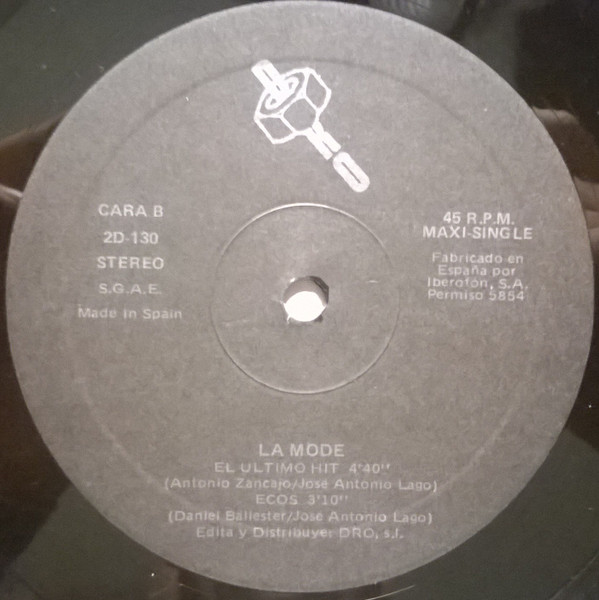 CARA B
2D-130
STEREO
S.G.A.E.
Made in Spain
45 R.P.M.
MAXI-SINGLE
Fabricado en
España por
Iberofón, S.A.
Permiso 5854
LA MODE
EL ULTIMO HIT 4'40''
(Antonio Zancajo/José Antonio Lago)
ECOS 3'10''
(Daniel Ballester/José Antonio Lago)
Edita y Distribuye: DRO, s.l.